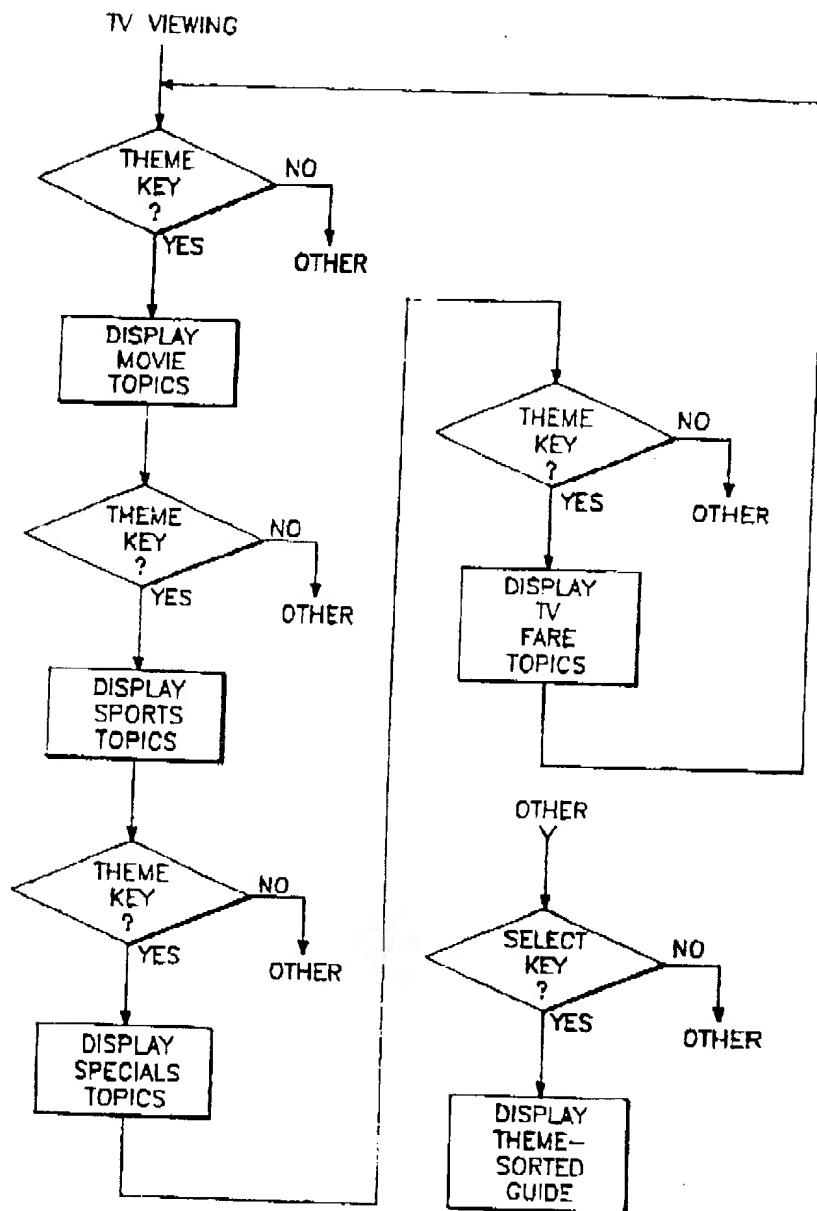 TV VIEWING
THEME
KEY
?
NO
YES
OTHER
DISPLAY
MOVIE
TOPICS
THEME
KEY
?
NO
YES
OTHER
DISPLAY
SPORTS
TOPICS
THEME
KEY
?
NO
YES
OTHER
DISPLAY
SPECIALS
TOPICS
THEME
KEY
?
NO
YES
OTHER
DISPLAY
TV
FARE
TOPICS
OTHER
SELECT
KEY
?
NO
YES
OTHER
DISPLAY
THEME-
SORTED
GUIDE